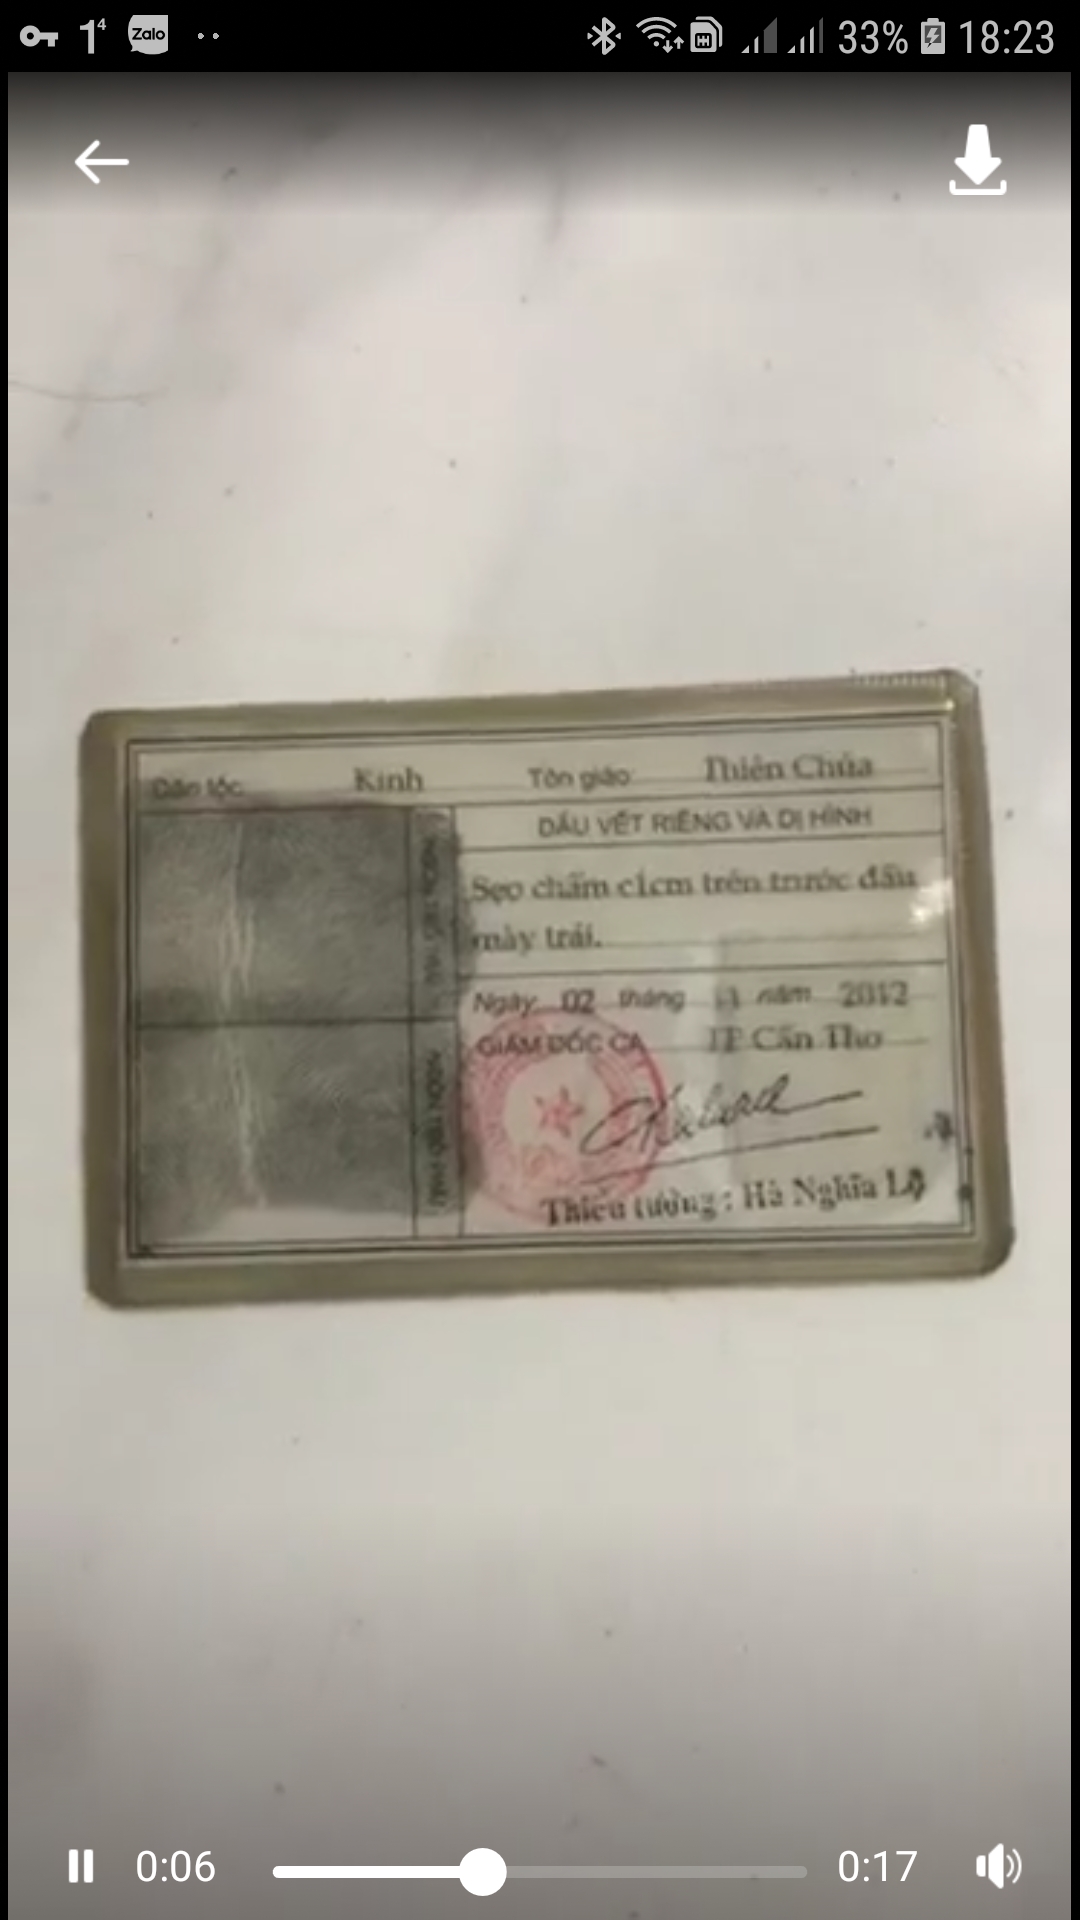 1⁴ Zalo 33% 18:23
Dân tộc: Kinh Tôn giáo: Thiên Chúa
DẤU VẾT RIÊNG VÀ DỊ HÌNH
Sẹo chấm c1cm trên trước đầu
mày trái.
Ngày 02 tháng năm 2012
GIÁM ĐỐC CA TP Cần Thơ
Thiếu tướng: Hà Nghĩa Lộ
0:06 0:17